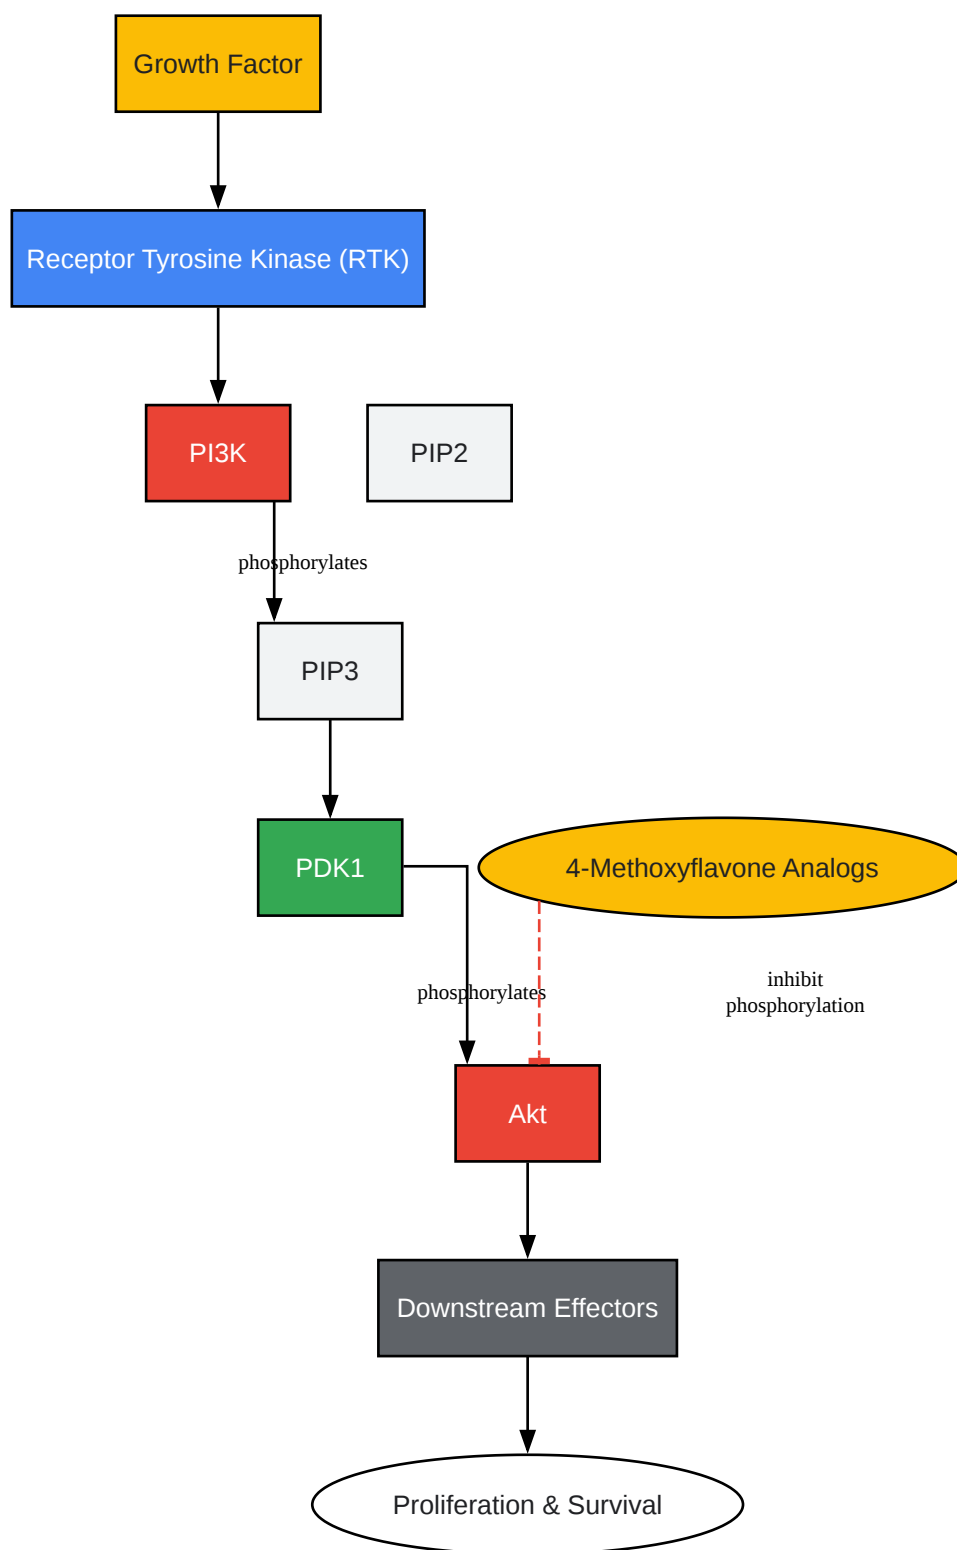 Growth Factor
Receptor Tyrosine Kinase (RTK)
PI3K
PIP2
phosphorylates
PIP3
PDK1
4-Methoxyflavone Analogs
phosphorylates
inhibit
phosphorylation
Akt
Downstream Effectors
Proliferation & Survival